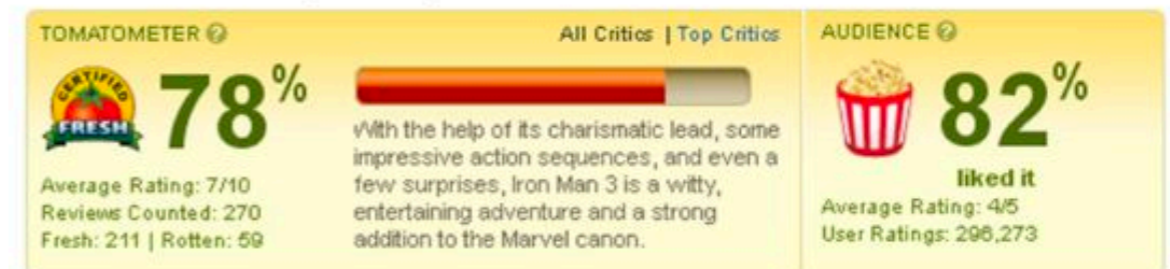 TOMATOMETER
All Critics | Top Critics
CERTIFIED
FRESH
78%
With the help of its charismatic lead, some
impressive action sequences, and even a
few surprises, Iron Man 3 is a witty,
entertaining adventure and a strong
addition to the Marvel canon.
Average Rating: 7/10
Reviews Counted: 270
Fresh: 211 | Rotten: 59
AUDIENCE
82%
liked it
Average Rating: 4/5
User Ratings: 296,273